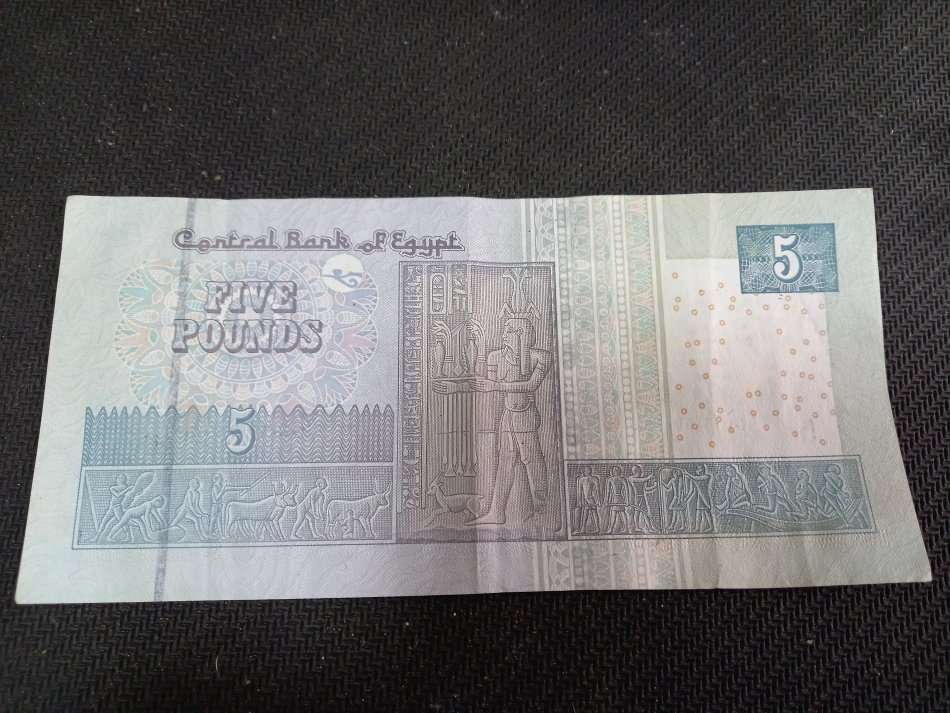 Central Bank of Egypt
5
FIVE
POUNDS
5